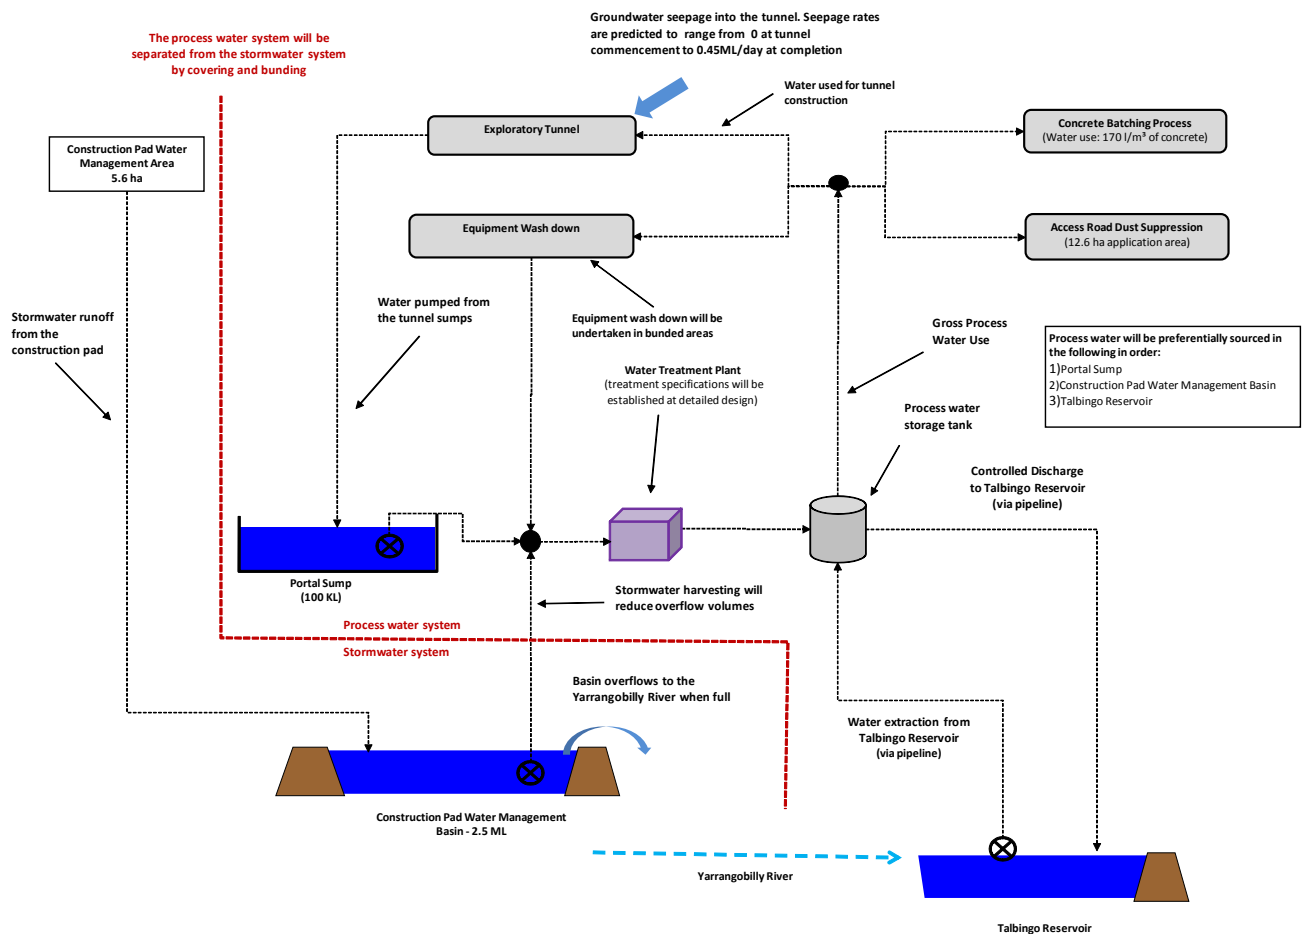 Groundwater seepage into the tunnel. Seepage rates
are predicted to range from 0 at tunnel
commencement to 0.45ML/day at completion
The process water system will be
separated from the stormwater system
by covering and bunding
Water used for tunnel
construction
Exploratory Tunnel
Concrete Batching Process
(Water use: 170 l/m³ of concrete)
Construction Pad Water
Management Area
5.6 ha
Equipment Wash down
Access Road Dust Suppression
(12.6 ha application area)
Stormwater runoff
from the
construction pad
Water pumped from
the tunnel sumps
Equipment wash down will be
undertaken in bunded areas
Gross Process
Water Use
Process water will be preferentially sourced in
the following in order:
1)Portal Sump
2)Construction Pad Water Management Basin
3)Talbingo Reservoir
Water Treatment Plant
(treatment specifications will be
established at detailed design)
Process water
storage tank
Controlled Discharge
to Talbingo Reservoir
(via pipeline)
Portal Sump
(100 KL)
Stormwater harvesting will
reduce overflow volumes
Process water system
Stormwater system
Basin overflows to the
Yarrangobilly River when full
Water extraction from
Talbingo Reservoir
(via pipeline)
Construction Pad Water Management
Basin - 2.5 ML
Yarrangobilly River
Talbingo Reservoir